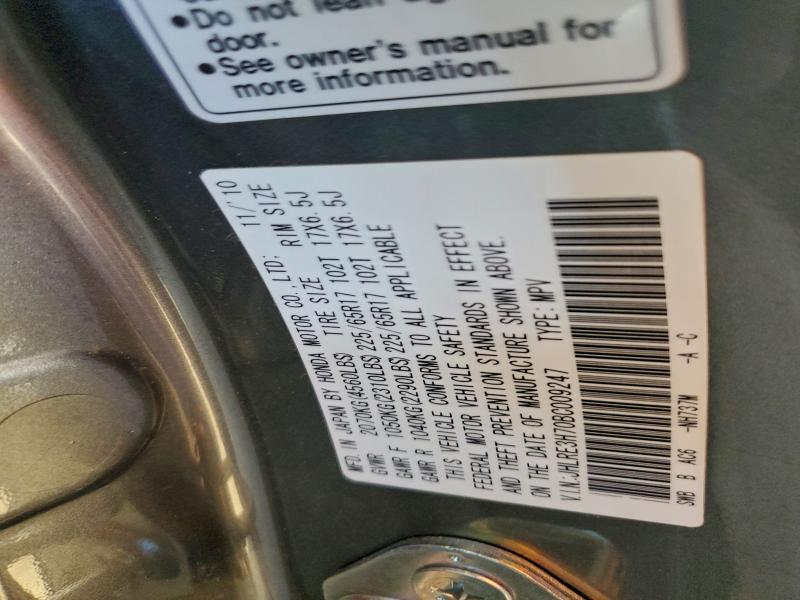 •Do not lean
door.
•See owner's manual for
more information.
MFD. IN JAPAN BY HONDA MOTOR CO.,LTD: 11/'10
TIRE SIZE RIM SIZE
GVWR 2070KG(4560LBS)
GAWR F 1050KG(2310LBS) 225/65R17 102T 17X6.5J
GAWR R 1040KG(2290LBS) 225/65R17 102T 17X6.5J
THIS VEHICLE CONFORMS TO ALL APPLICABLE
FEDERAL MOTOR VEHICLE SAFETY
AND THEFT PREVENTION STANDARDS IN EFFECT
ON THE DATE OF MANUFACTURE SHOWN ABOVE.
V.I.N:JHLRE3H70BC009247 TYPE: MPV
SWB B AC6 -NH737M -A -C